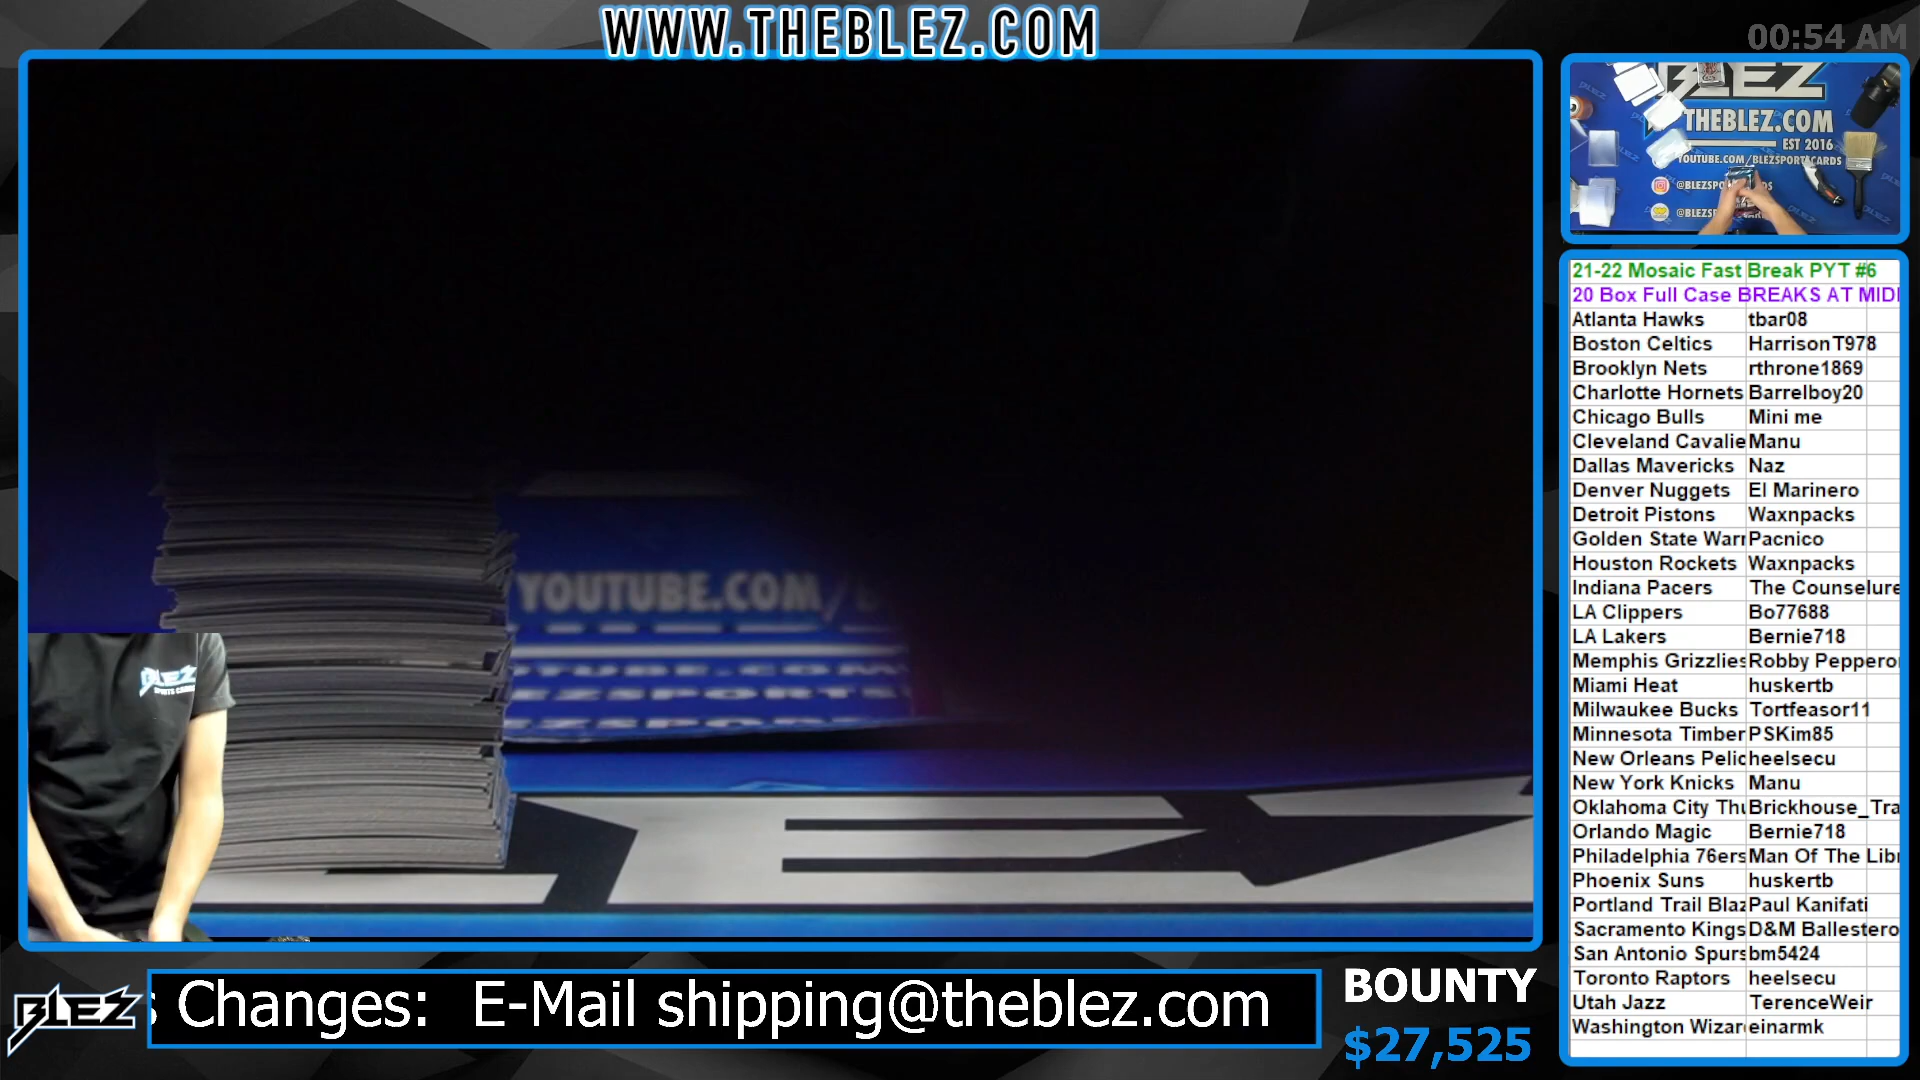 WWW.THEBLEZ.COM
00:54 AM
BLEZ
THEBLEZ.COM
EST 2016
YOUTUBE.COM/BLEZSPORTSCARDS
21-22 Mosaic Fast Break PYT #6
20 Box Full Case BREAKS AT MID
Atlanta Hawks tbar08
Boston Celtics HarrisonT978
Brooklyn Nets rthrone1869
Charlotte Hornets Barrelboy20
Chicago Bulls Mini me
Cleveland Cavalie Manu
Dallas Mavericks Naz
Denver Nuggets El Marinero
Detroit Pistons Waxnpacks
Golden State Warr Pacnico
Houston Rockets Waxnpacks
Indiana Pacers The Counselure
LA Clippers Bo77688
LA Lakers Bernie718
Memphis Grizzlies Robby Peppero
Miami Heat huskertb
Milwaukee Bucks Tortfeasor11
Minnesota Timber PSKim85
New Orleans Pelic heelsecu
New York Knicks Manu
Oklahoma City Thu Brickhouse_Tra
Orlando Magic Bernie718
Philadelphia 76ers Man Of The Libr
Phoenix Suns huskertb
Portland Trail Blaz Paul Kanifati
Sacramento Kings D&M Ballestero
San Antonio Spurs bm5424
Toronto Raptors heelsecu
Utah Jazz TerenceWeir
Washington Wizar einarmk
YOUTUBE.COM/B
BLEZ
SPORTS CARDS
BLEZ
s Changes: E-Mail shipping@theblez.com
BOUNTY
$27,525